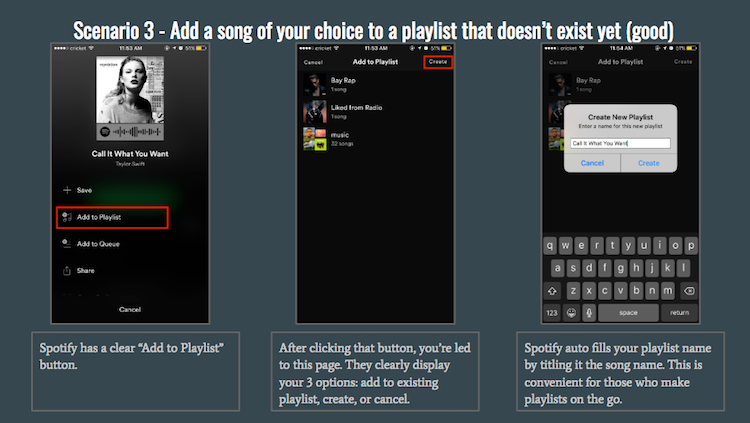 Scenario 3 - Add a song of your choice to a playlist that doesn't exist yet (good)
cricket 11:53 AM 52%
reputation
Call It What You Want
Taylor Swift
Save
Add to Playlist
Add to Queue
Share
Cancel
cricket 11:53 AM
Cancel Add to Playlist Create
Bay Rap
1 song
Liked from Radio
1 song
music
32 songs
cricket 11:54 AM 51%
Cancel Add to Playlist Create
Bay Rap
1 song
Create New Playlist
Enter a name for this new playlist
Call It What You Want
Cancel Create
q w e r t y u i o p
a s d f g h j k l
z x c v b n m
123 space return
Spotify has a clear “Add to Playlist”
button.
After clicking that button, you’re led
to this page. They clearly display
your 3 options: add to existing
playlist, create, or cancel.
Spotify auto fills your playlist name
by titling it the song name. This is
convenient for those who make
playlists on the go.